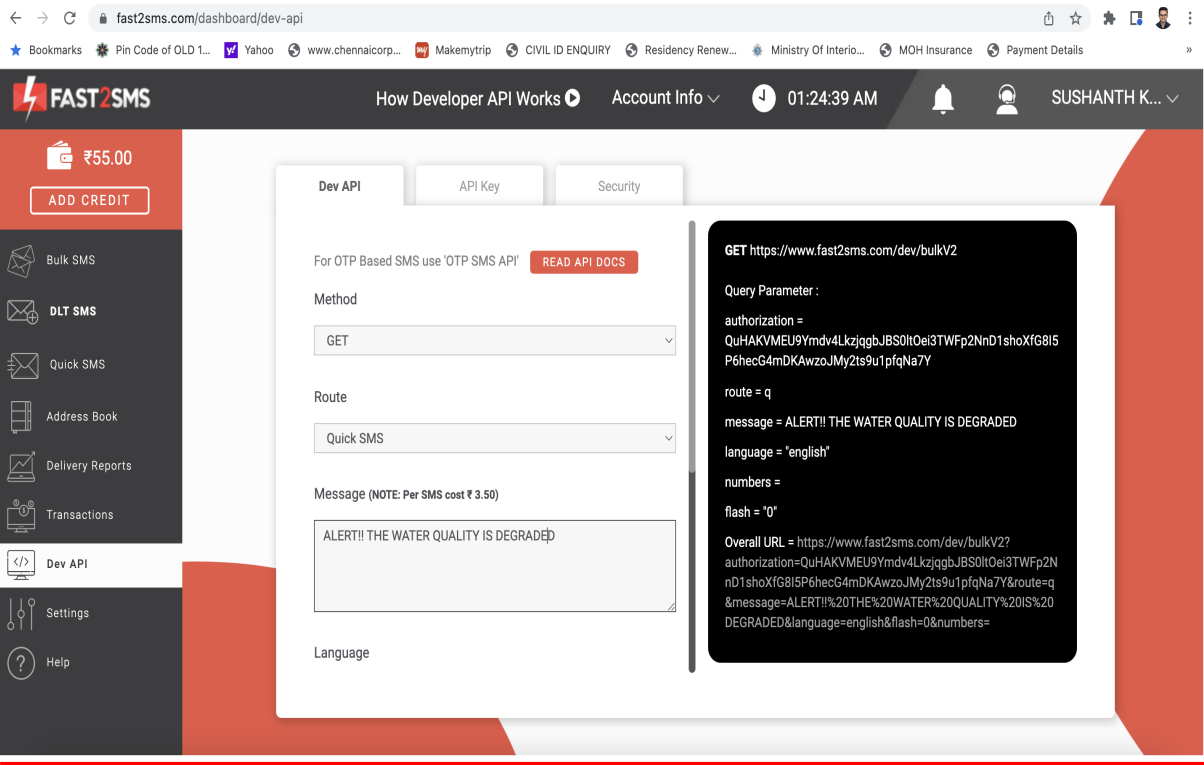 fast2sms.com/dashboard/dev-api
Bookmarks Pin Code of OLD 1... Yahoo www.chennaicorp... Makemytrip CIVIL ID ENQUIRY Residency Renew... Ministry Of Interio... MOH Insurance Payment Details »
FAST2SMS How Developer API Works Account Info 01:24:39 AM SUSHANTH K...
₹55.00
ADD CREDIT
Bulk SMS
DLT SMS
Quick SMS
Address Book
Delivery Reports
Transactions
Dev API
Settings
Help
Dev API API Key Security
For OTP Based SMS use 'OTP SMS API' READ API DOCS
Method
GET
Route
Quick SMS
Message (NOTE: Per SMS cost ₹ 3.50)
ALERT!! THE WATER QUALITY IS DEGRADED
Language
GET https://www.fast2sms.com/dev/bulkV2
Query Parameter :
authorization =
QuHAKVMEU9Ymdv4LkzjqgbJBS0ltOei3TWFp2NnD1shoXfG8I5
P6hecG4mDKAwzoJMy2ts9u1pfqNa7Y
route = q
message = ALERT!! THE WATER QUALITY IS DEGRADED
language = "english"
numbers =
flash = "0"
Overall URL = https://www.fast2sms.com/dev/bulkV2?
authorization=QuHAKVMEU9Ymdv4LkzjqgbJBS0ltOei3TWFp2N
nD1shoXfG8I5P6hecG4mDKAwzoJMy2ts9u1pfqNa7Y&route=q
&message=ALERT!!%20THE%20WATER%20QUALITY%20IS%20
DEGRADED&language=english&flash=0&numbers=